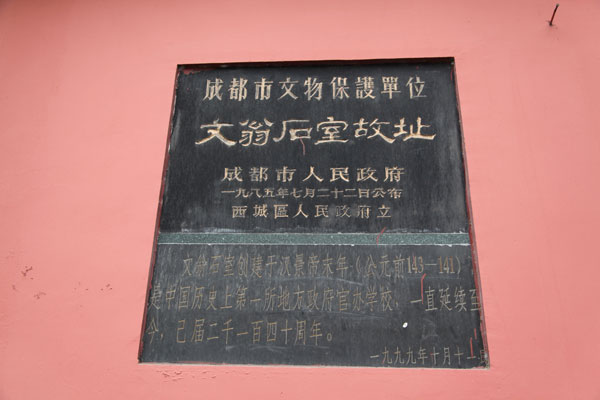 成都市文物保護單位
文翁石室故址
成都市人民政府
一九八五年七月二十二日公布
西城區人民政府立
文翁石室创建于汉景帝末年（公元前143—141）
是中国历史上第一所地方政府官办学校，一直延续至
今，已届二千一百四十周年。
一九九九年十月十一